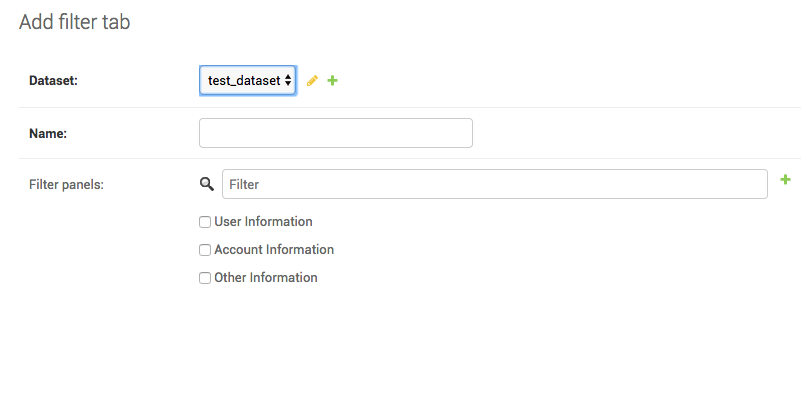 Add filter tab
Dataset: test_dataset
Name:
Filter panels: Filter
User Information
Account Information
Other Information